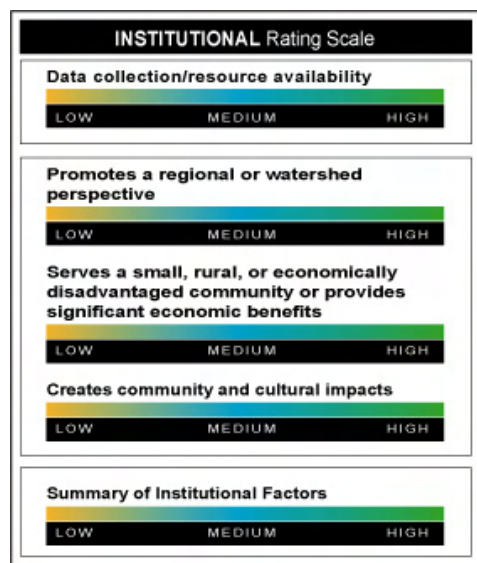 INSTITUTIONAL Rating Scale
Data collection/resource availability
LOW MEDIUM HIGH
Promotes a regional or watershed
perspective
LOW MEDIUM HIGH
Serves a small, rural, or economically
disadvantaged community or provides
significant economic benefits
LOW MEDIUM HIGH
Creates community and cultural impacts
LOW MEDIUM HIGH
Summary of Institutional Factors
LOW MEDIUM HIGH